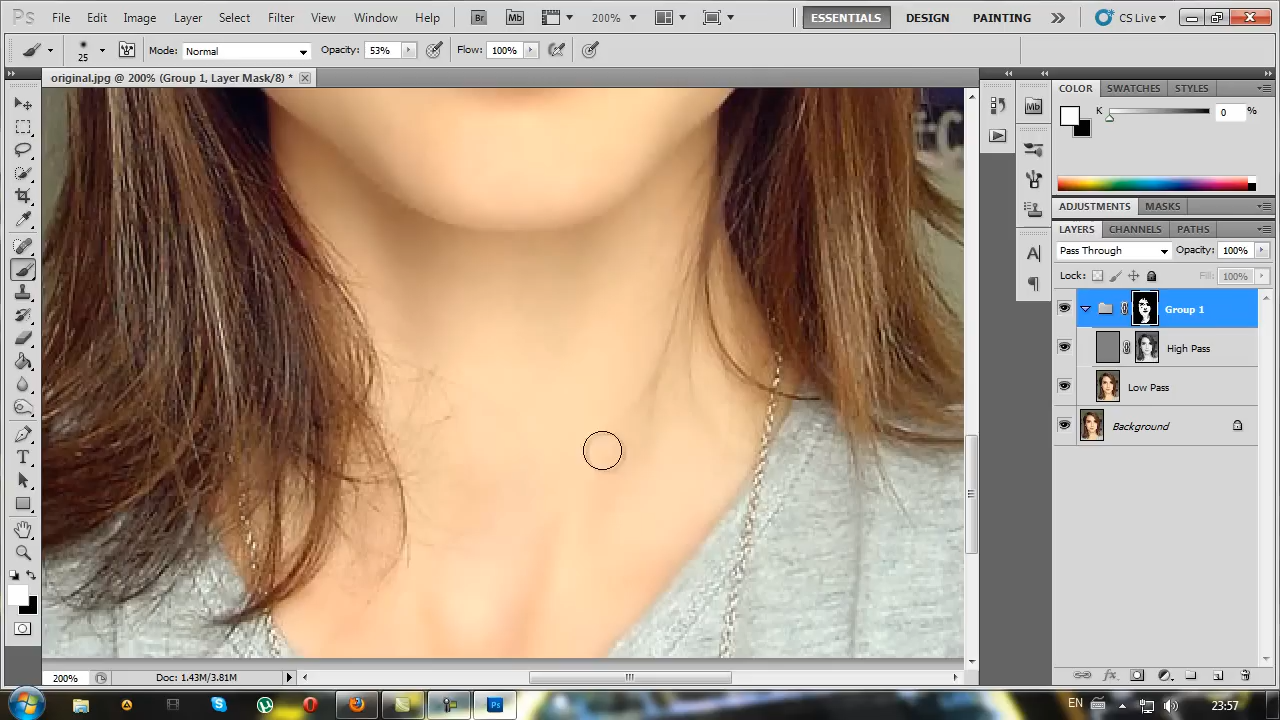 Ps File Edit Image Layer Select Filter View Window Help Br Mb 200% ESSENTIALS DESIGN PAINTING CS Live
25 Mode: Normal Opacity: 53% Flow: 100%
original.jpg @ 200% (Group 1, Layer Mask/8) *
COLOR SWATCHES STYLES
Mb
K 0 %
ADJUSTMENTS MASKS
LAYERS CHANNELS PATHS
Pass Through Opacity: 100%
Lock: Fill: 100%
Group 1
High Pass
Low Pass
Background
200% Doc: 1.43M/3.81M
Ps EN 23:57